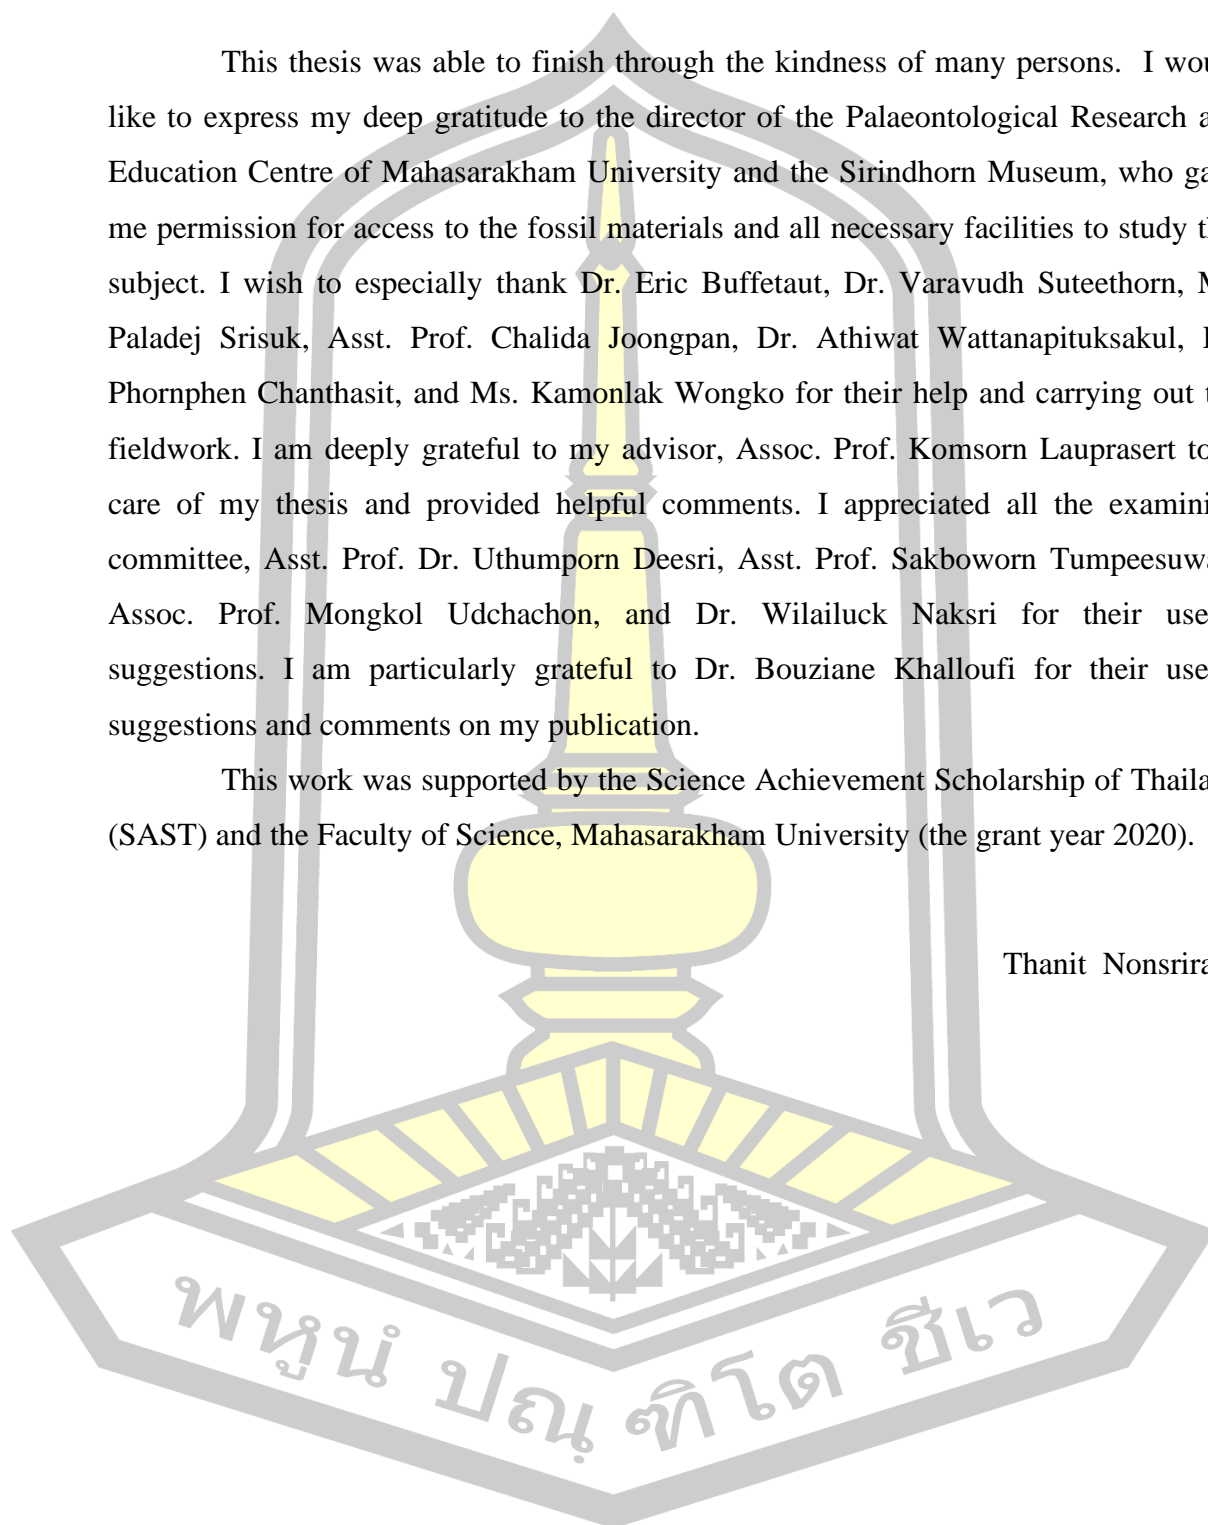 This thesis was able to finish through the kindness of many persons. I wou
like to express my deep gratitude to the director of the Palaeontological Research a
Education Centre of Mahasarakham University and the Sirindhorn Museum, who ga
me permission for access to the fossil materials and all necessary facilities to study th
subject. I wish to especially thank Dr. Eric Buffetaut, Dr. Varavudh Suteethorn, M
Paladej Srisuk, Asst. Prof. Chalida Joongpan, Dr. Athiwat Wattanapituksakul,
Phornphen Chanthasit, and Ms. Kamonlak Wongko for their help and carrying out t
fieldwork. I am deeply grateful to my advisor, Assoc. Prof. Komsorn Lauprasert to
care of my thesis and provided helpful comments. I appreciated all the examini
committee, Asst. Prof. Dr. Uthumporn Deesri, Asst. Prof. Sakboworn Tumpeesuwa
Assoc. Prof. Mongkol Udchachon, and Dr. Wilailuck Naksri for their use
suggestions. I am particularly grateful to Dr. Bouziane Khalloufi for their use
suggestions and comments on my publication.
This work was supported by the Science Achievement Scholarship of Thaila
(SAST) and the Faculty of Science, Mahasarakham University (the grant year 2020).
Thanit Nonsrira
พหูนํ ปณฺฑิโต ชีเว